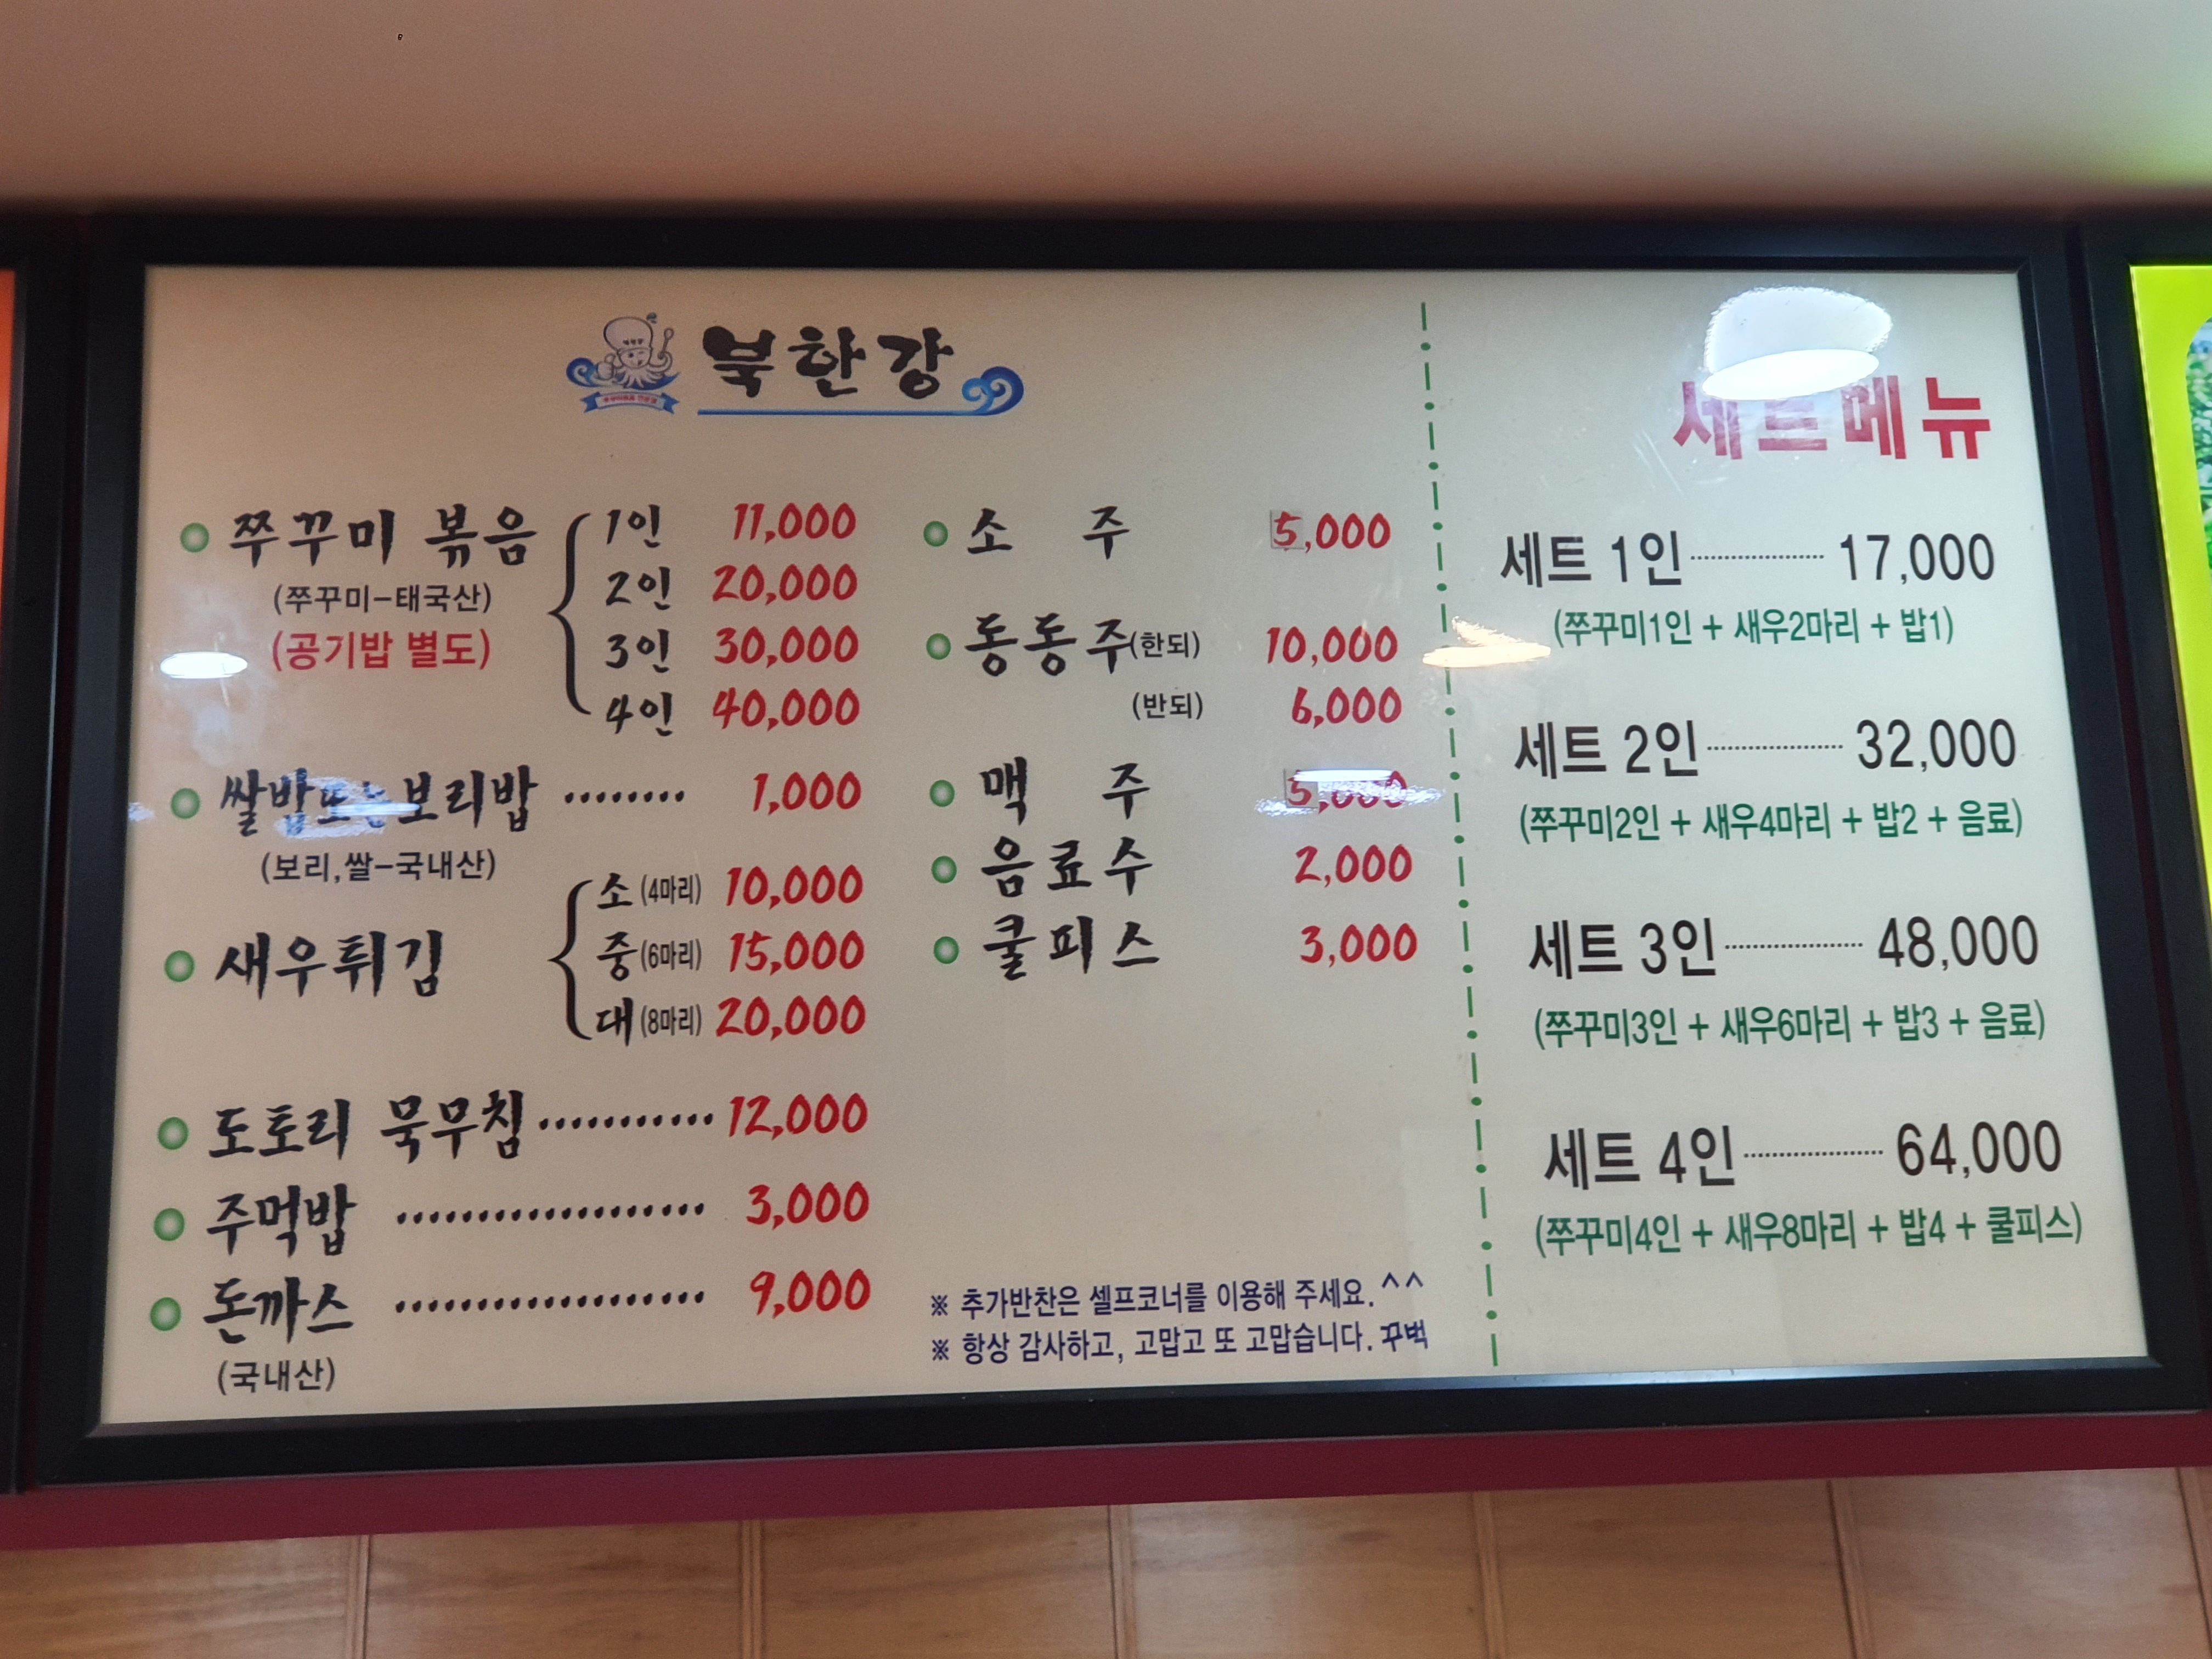 북한강
쭈꾸미 볶음
(쭈꾸미-태국산)
(공기밥 별도)
1인 11,000
2인 20,000
3인 30,000
4인 40,000
쌀밥또는보리밥 ········ 1,000
(보리,쌀-국내산)
새우튀김
소 (4마리) 10,000
중 (6마리) 15,000
대 (8마리) 20,000
도토리 묵무침 ··········· 12,000
주먹밥 ··················· 3,000
돈까스 ··················· 9,000
(국내산)
소 주 5,000
동동주(한되) 10,000
(반되) 6,000
맥 주 5,000
음료수 2,000
쿨피스 3,000
※ 추가반찬은 셀프코너를 이용해 주세요. ^^
※ 항상 감사하고, 고맙고 또 고맙습니다. 꾸벅
세트메뉴
세트 1인 ·················· 17,000
(쭈꾸미1인 + 새우2마리 + 밥1)
세트 2인 ·················· 32,000
(쭈꾸미2인 + 새우4마리 + 밥2 + 음료)
세트 3인 ·················· 48,000
(쭈꾸미3인 + 새우6마리 + 밥3 + 음료)
세트 4인 ·················· 64,000
(쭈꾸미4인 + 새우8마리 + 밥4 + 쿨피스)